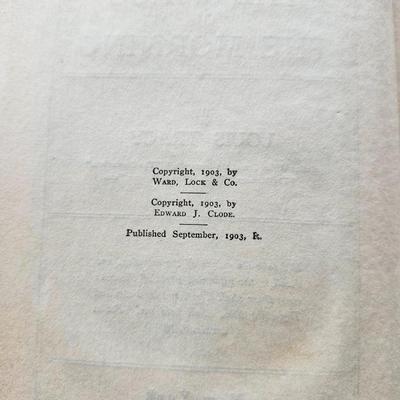 Copyright, 1903, by
WARD, LOCK & CO.
Copyright, 1903, by
EDWARD J. CLODE.
Published September, 1903, R.